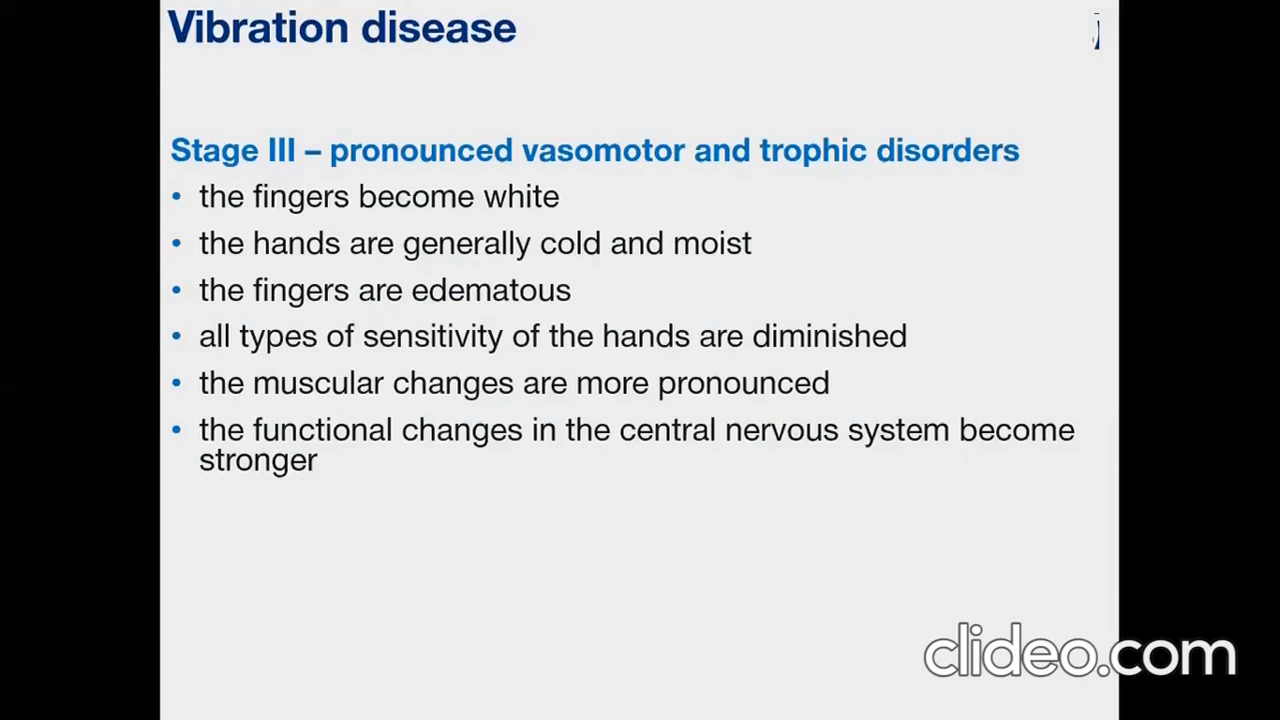 Vibration disease
Stage III – pronounced vasomotor and trophic disorders
• the fingers become white
• the hands are generally cold and moist
• the fingers are edematous
• all types of sensitivity of the hands are diminished
• the muscular changes are more pronounced
• the functional changes in the central nervous system become
stronger
clideo.com